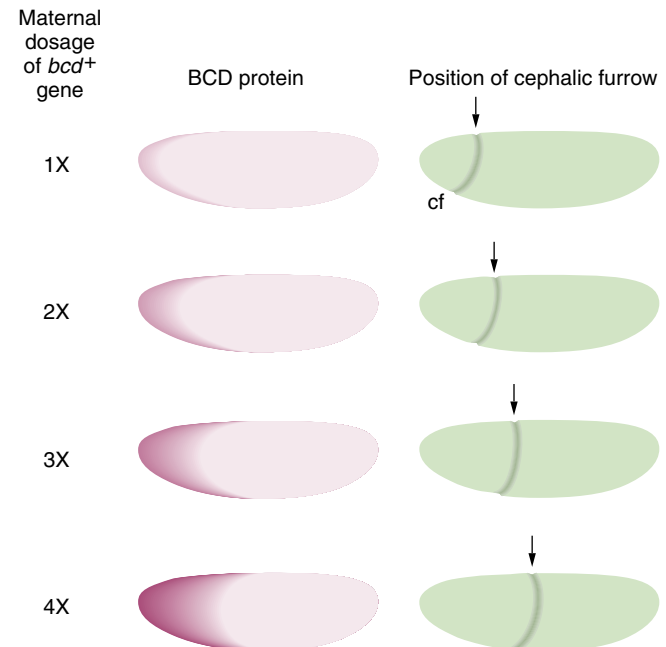 Maternal
dosage
of bcd+
gene
BCD protein
Position of cephalic furrow
1X
cf
2X
3X
4X